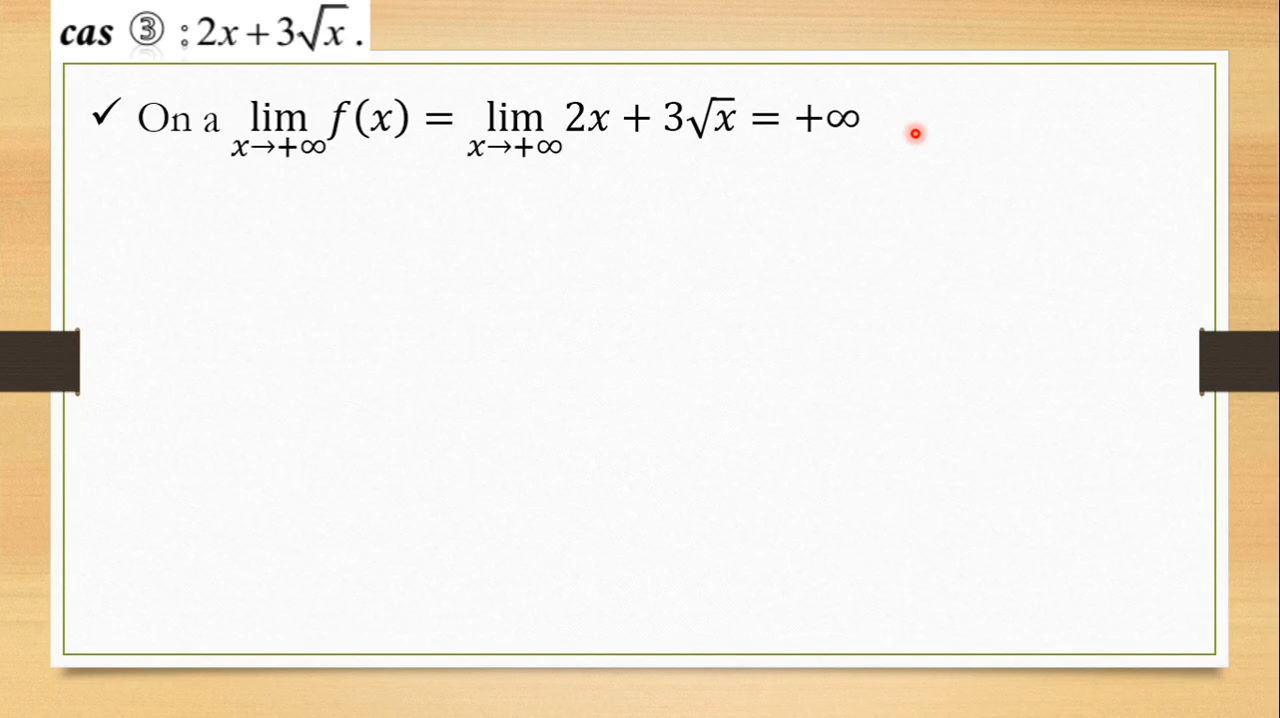 cas ③ : 2x + 3√x .
✓ On a lim_{x→+∞} f(x) = lim_{x→+∞} 2x + 3√x = +∞